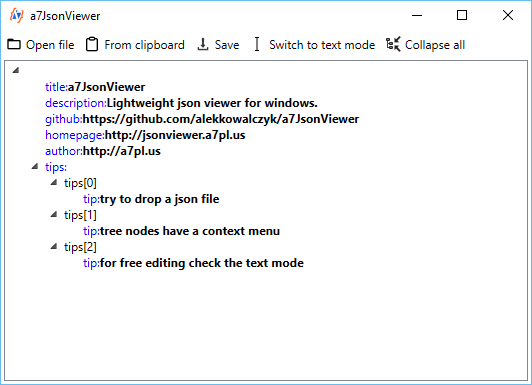 a7JsonViewer
Open file From clipboard Save Switch to text mode Collapse all
title:a7JsonViewer
description:Lightweight json viewer for windows.
github:https://github.com/alekkowalczyk/a7JsonViewer
homepage:http://jsonviewer.a7pl.us
author:http://a7pl.us
tips:
tips[0]
tip:try to drop a json file
tips[1]
tip:tree nodes have a context menu
tips[2]
tip:for free editing check the text mode